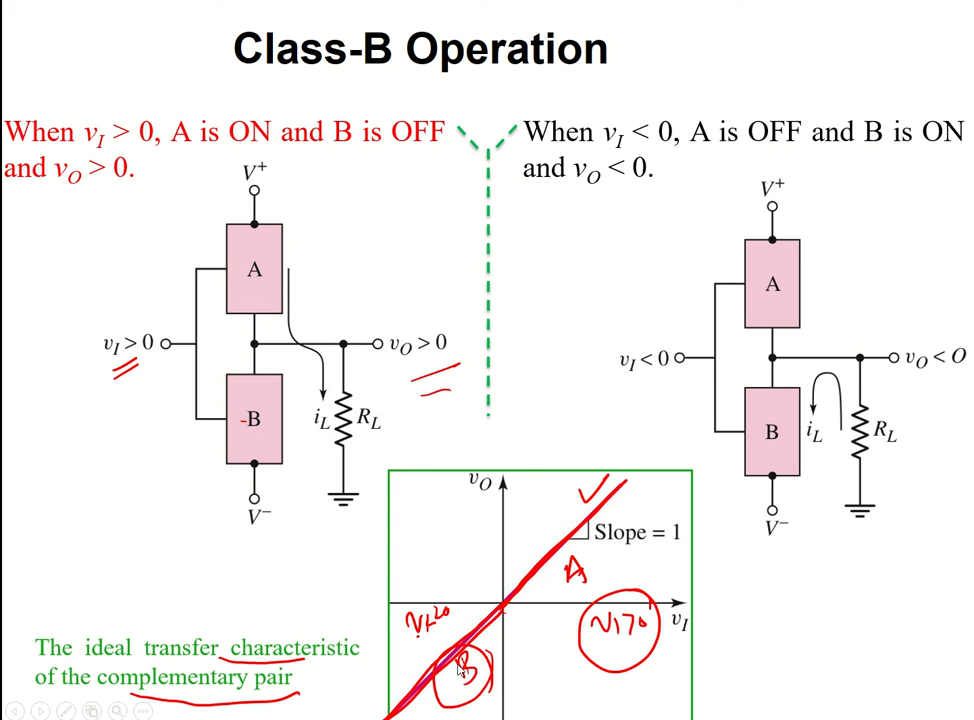 Class-B Operation
When vI > 0, A is ON and B is OFF
and vO > 0.
When vI < 0, A is OFF and B is ON
and vO < 0.
V+
A
vI > 0
vO > 0
-B
iL
RL
V−
V+
A
vI < 0
vO < O
B
iL
RL
V−
vO
Slope = 1
A
vI
VI>0
B
The ideal transfer characteristic
of the complementary pair